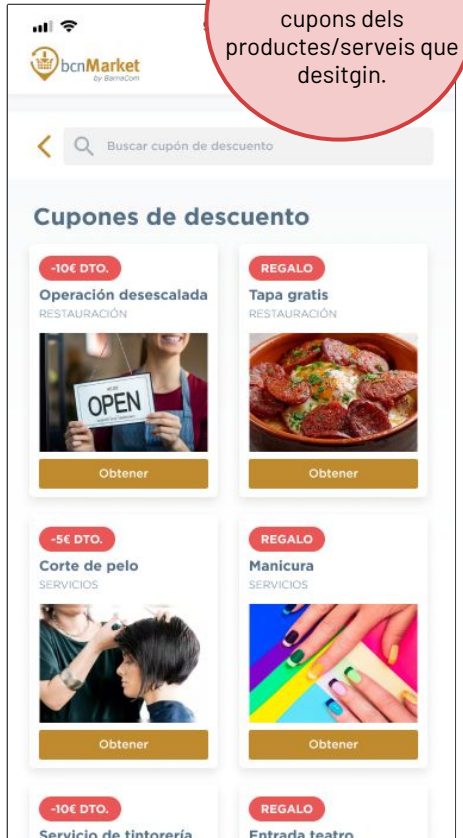 cupons dels
productes/serveis que
desitgin.
bcnMarket
by BarnaCom
Buscar cupón de descuento
Cupones de descuento
-10€ DTO.
Operación desescalada
RESTAURACIÓN
OPEN
Obtener
REGALO
Tapa gratis
RESTAURACIÓN
Obtener
-5€ DTO.
Corte de pelo
SERVICIOS
Obtener
REGALO
Manicura
SERVICIOS
Obtener
-10€ DTO.
Servicio de tintorería
REGALO
Entrada teatro